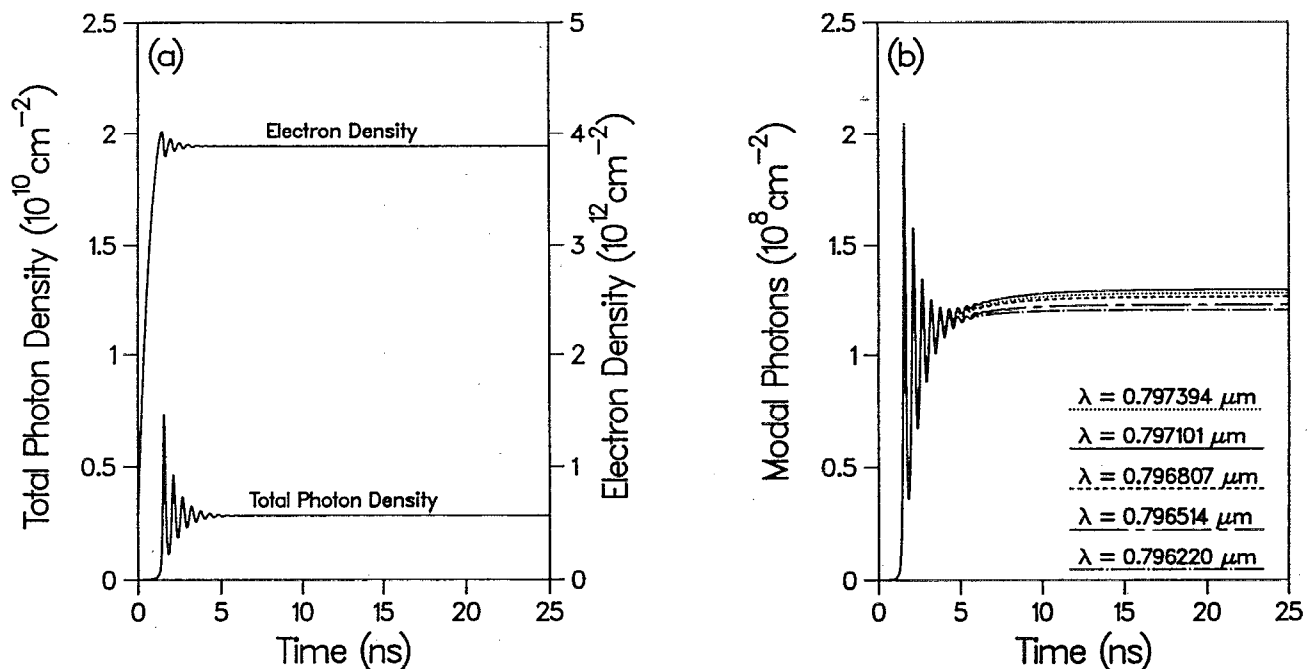 (a)
Total Photon Density (10^10 cm^-2)
2.5
2
1.5
1
0.5
0
Electron Density
Total Photon Density
5
4
3
2
1
0
Electron Density (10^12 cm^-2)
0 5 10 15 20 25
Time (ns)
(b)
Modal Photons (10^8 cm^-2)
2.5
2
1.5
1
0.5
0
λ = 0.797394 μm
λ = 0.797101 μm
λ = 0.796807 μm
λ = 0.796514 μm
λ = 0.796220 μm
0 5 10 15 20 25
Time (ns)